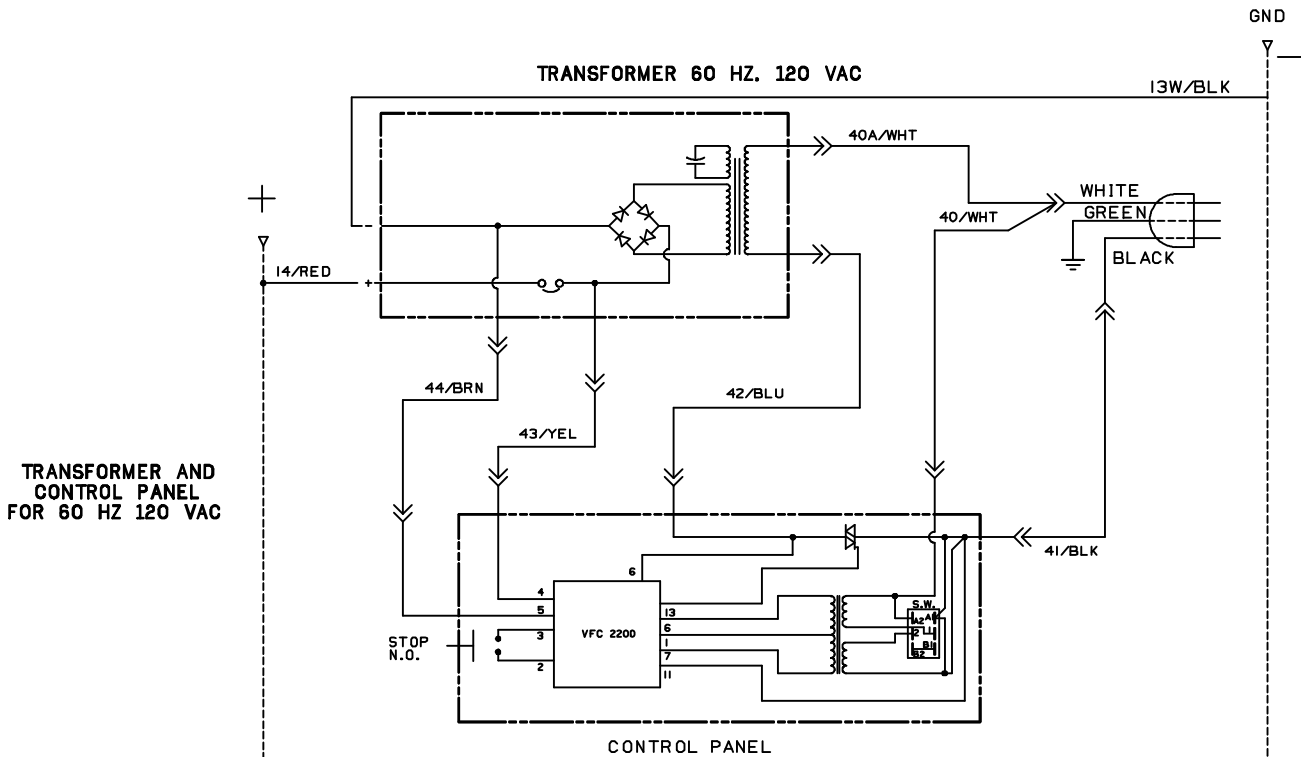 GND
TRANSFORMER 60 HZ. 120 VAC
13W/BLK
40A/WHT
WHITE
40/WHT
GREEN
BLACK
14/RED
+
44/BRN
42/BLU
43/YEL
TRANSFORMER AND
CONTROL PANEL
FOR 60 HZ 120 VAC
41/BLK
6
4
5
3
2
VFC 2200
13
6
1
7
11
STOP
N.O.
S.W.
A2
A1
2
1
B1
B2
CONTROL PANEL